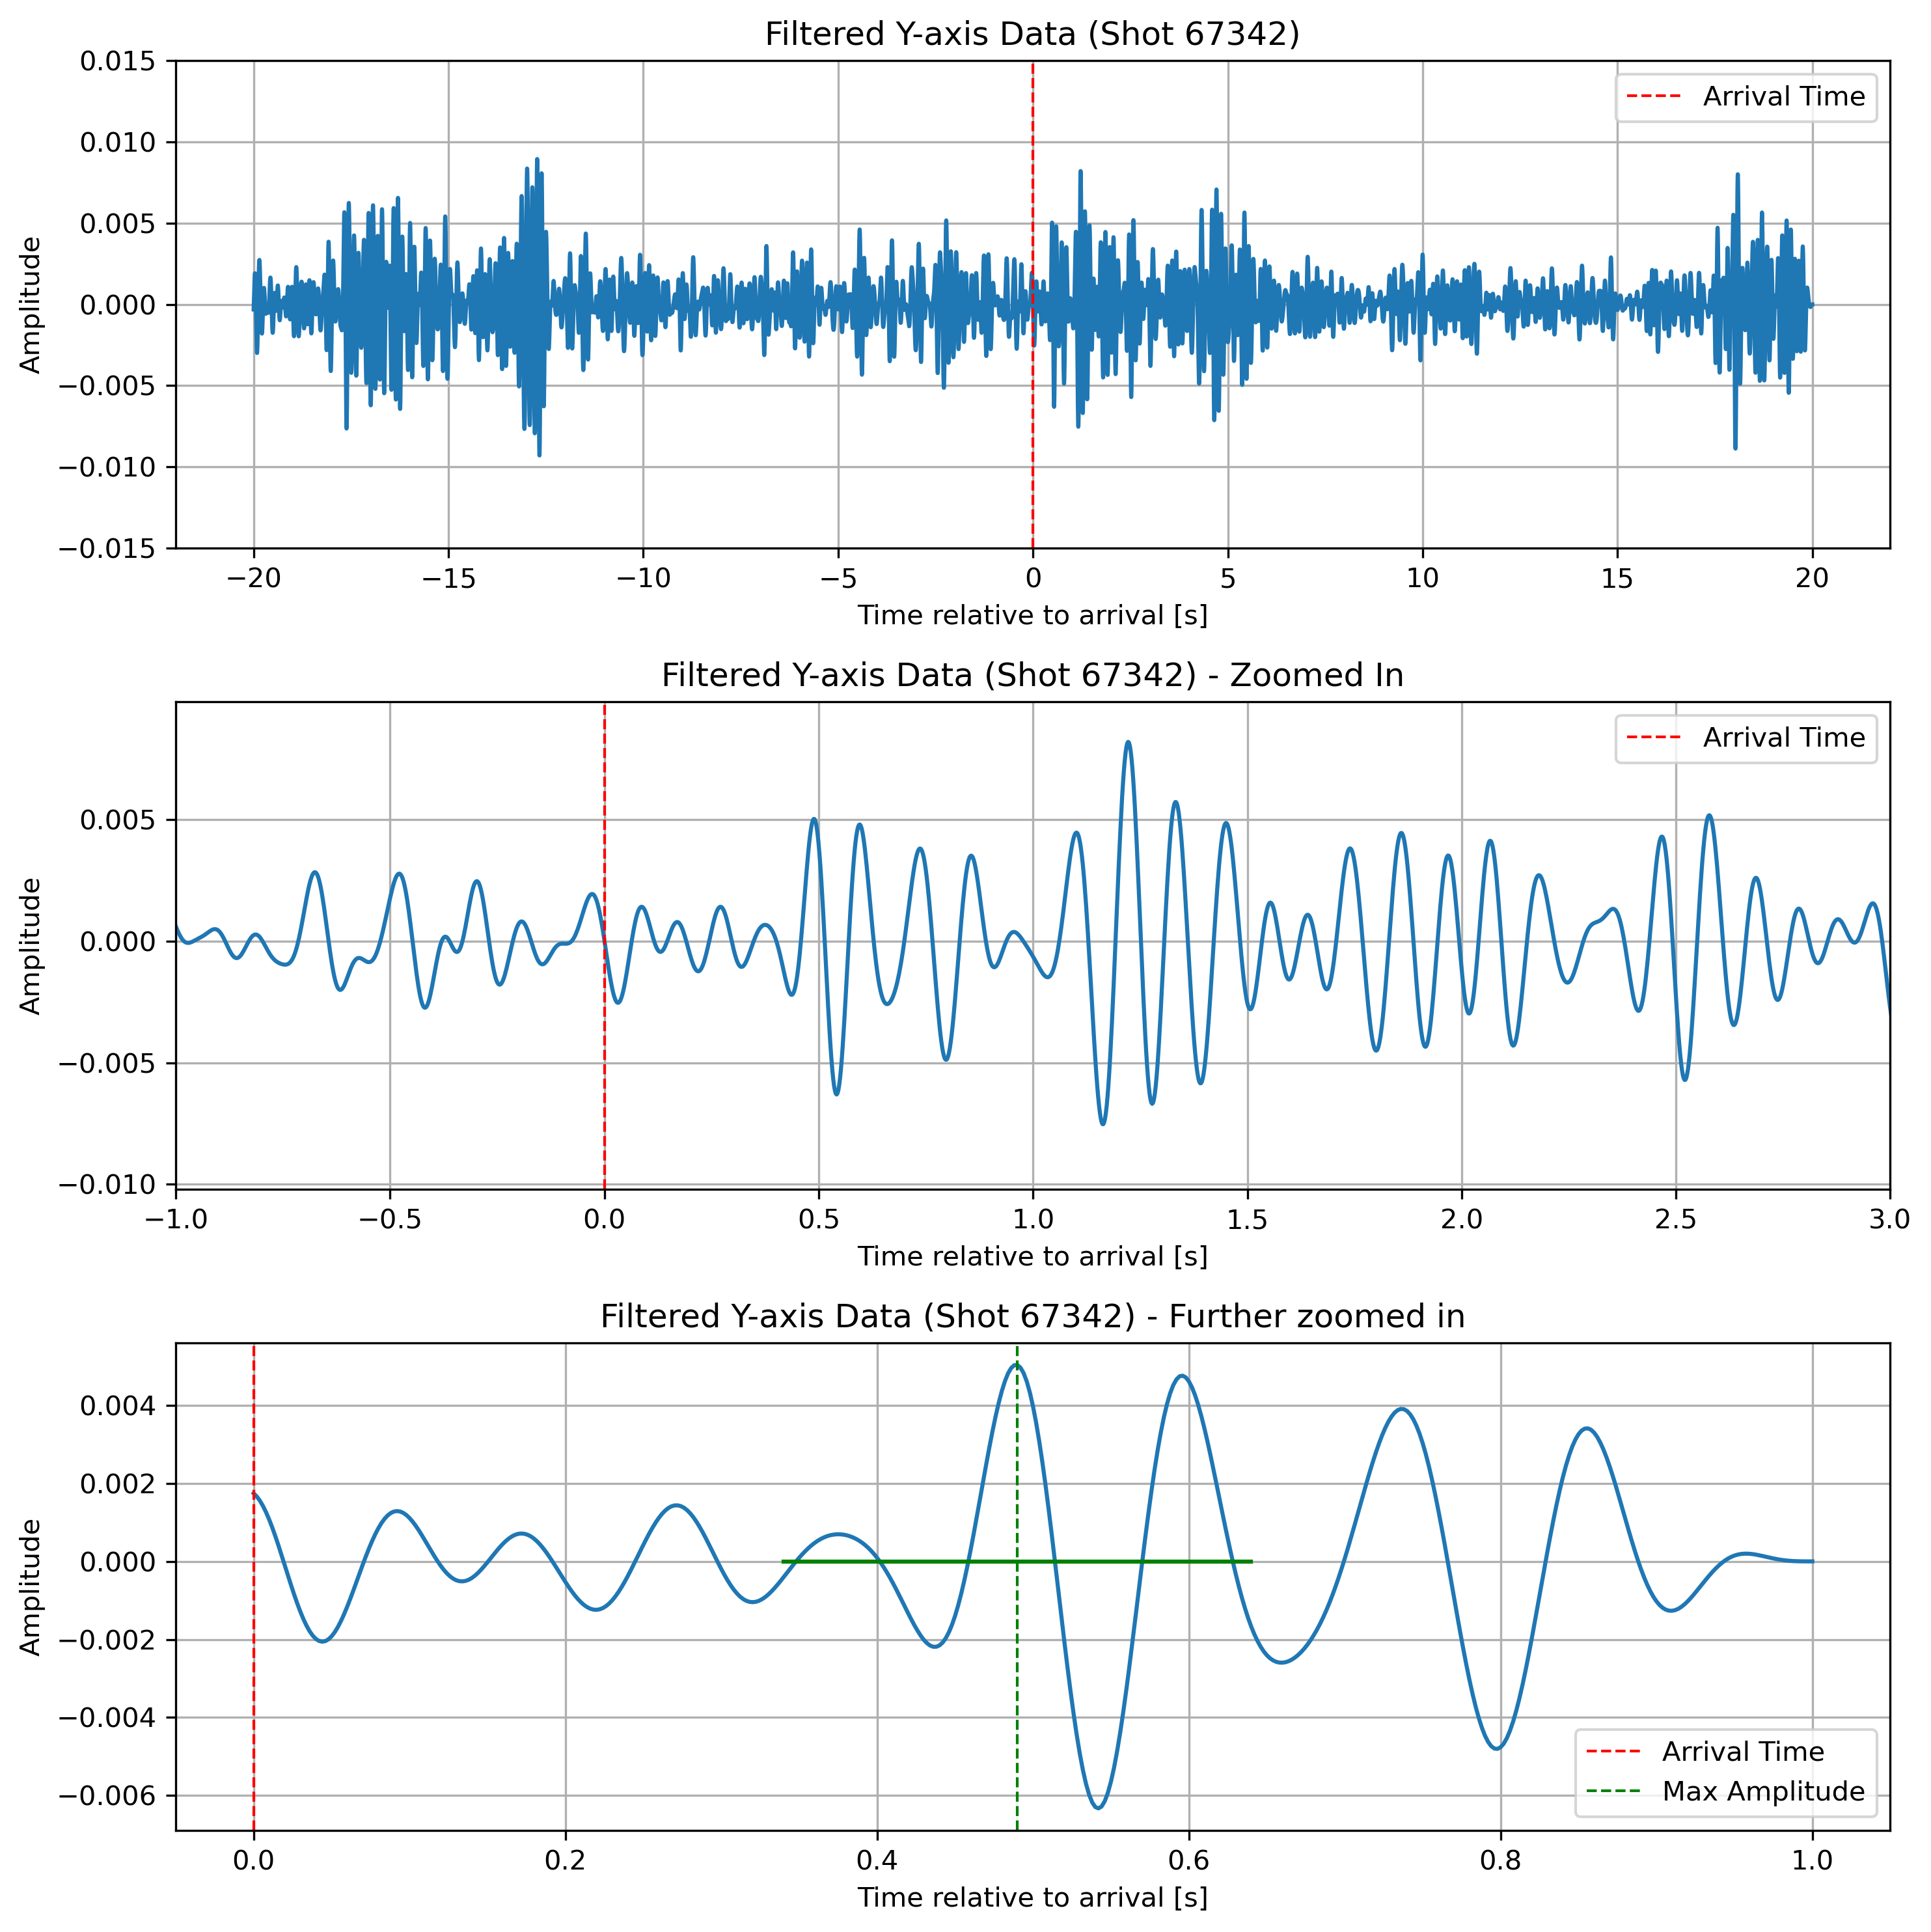 Filtered Y-axis Data (Shot 67342)
0.015
0.010
0.005
0.000
−0.005
−0.010
−0.015
Amplitude
Arrival Time
−20 −15 −10 −5 0 5 10 15 20
Time relative to arrival [s]
Filtered Y-axis Data (Shot 67342) - Zoomed In
0.005
0.000
−0.005
−0.010
Amplitude
Arrival Time
−1.0 −0.5 0.0 0.5 1.0 1.5 2.0 2.5 3.0
Time relative to arrival [s]
Filtered Y-axis Data (Shot 67342) - Further zoomed in
0.004
0.002
0.000
−0.002
−0.004
−0.006
Amplitude
Arrival Time
Max Amplitude
0.0 0.2 0.4 0.6 0.8 1.0
Time relative to arrival [s]